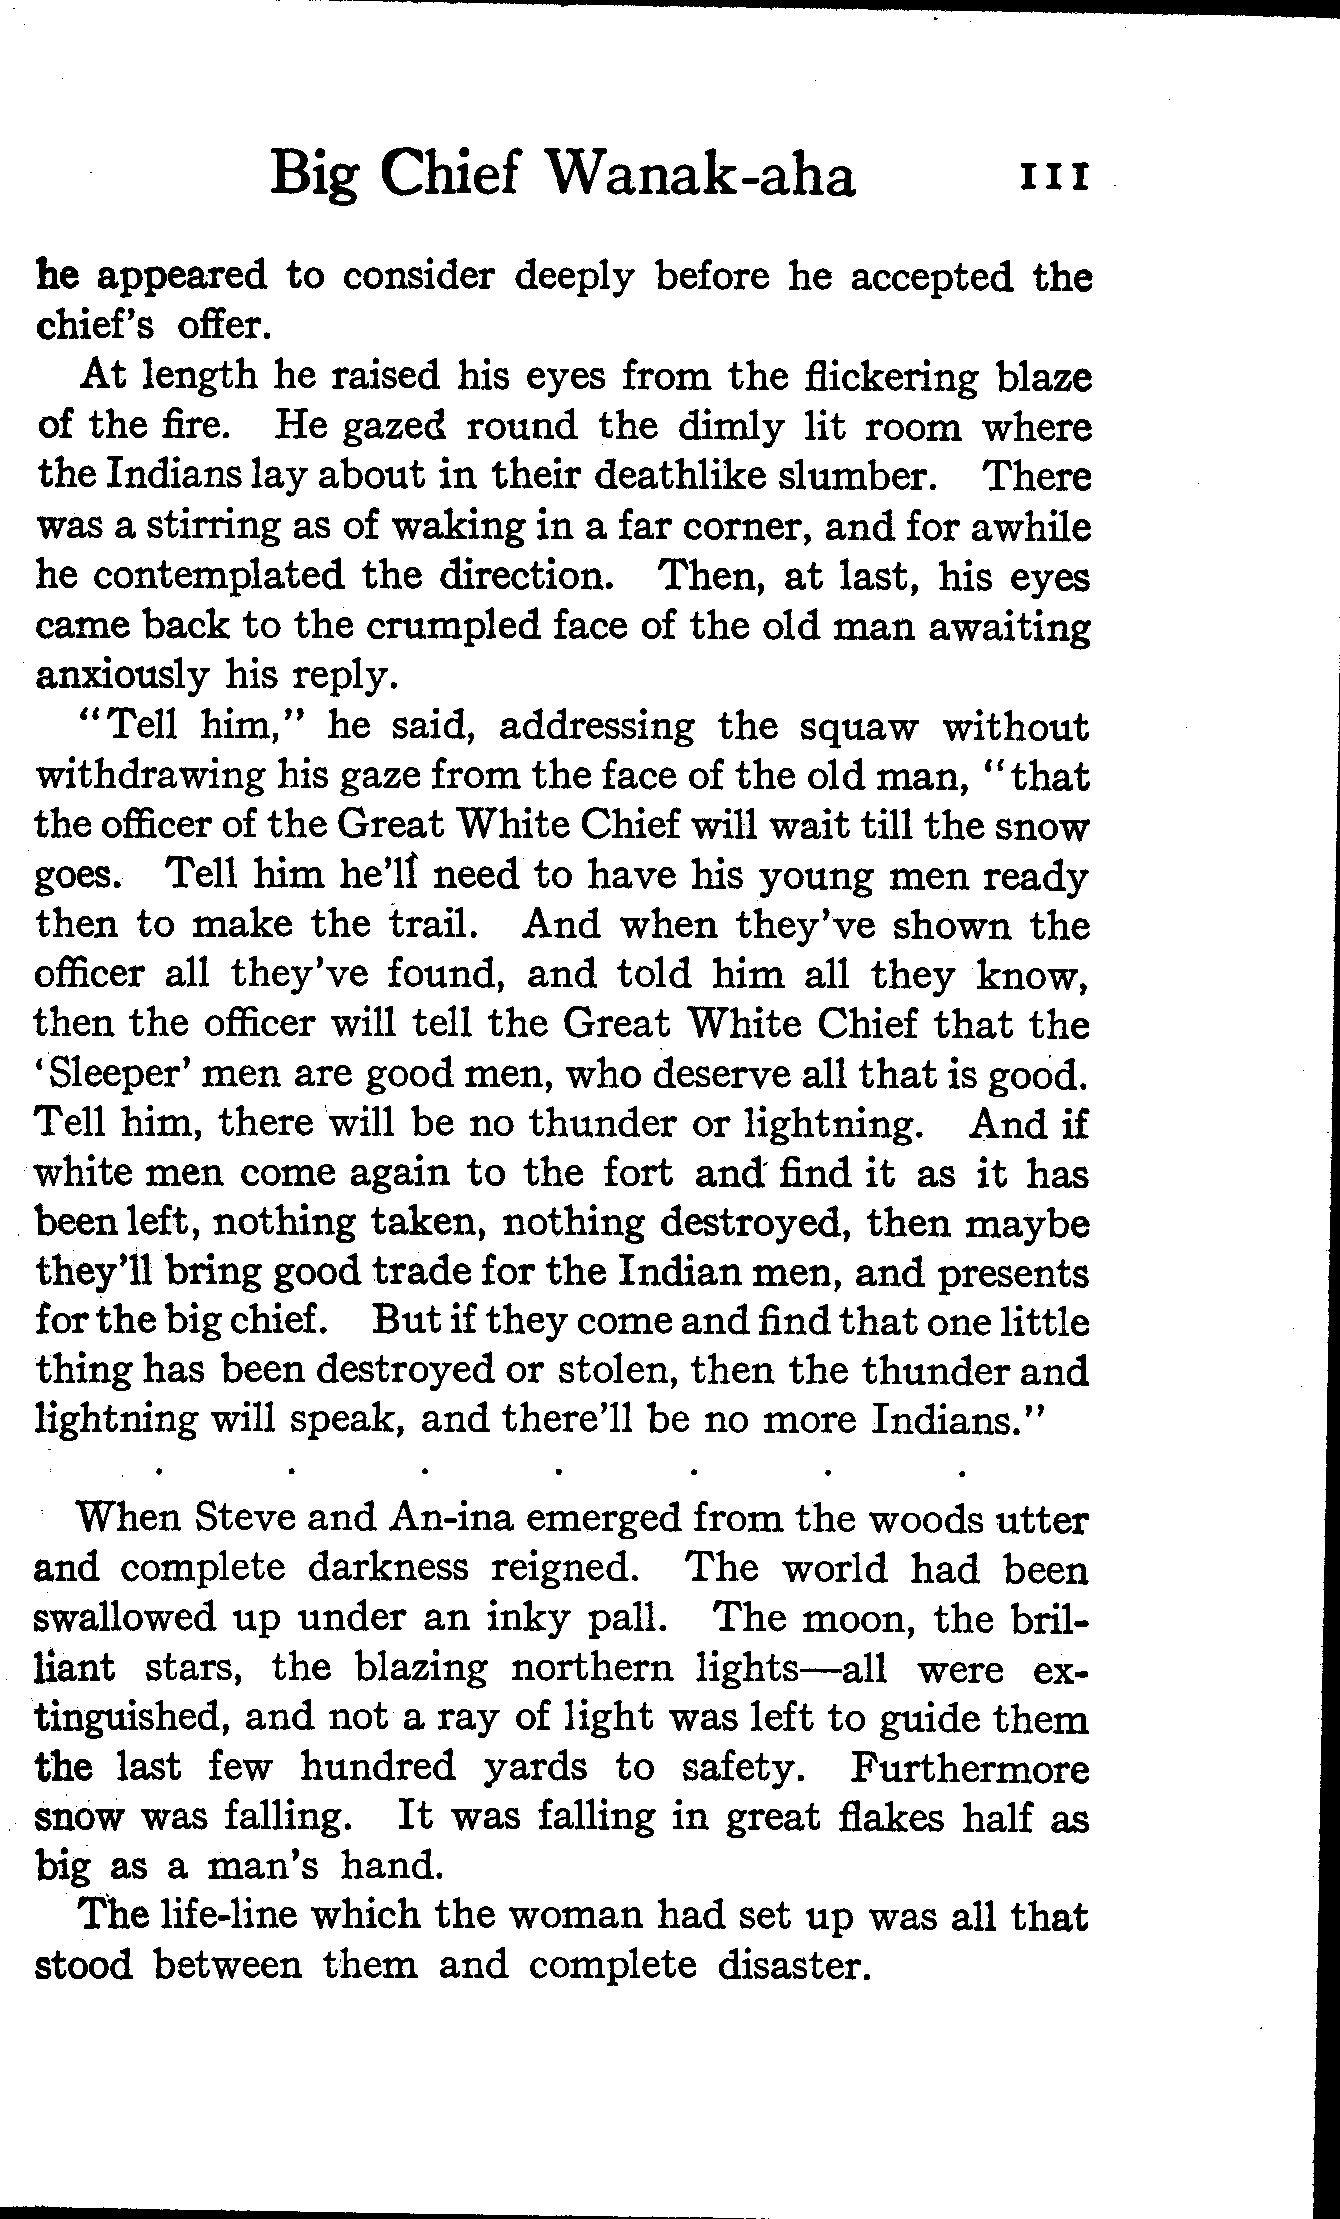 Big Chief Wanak-aha 111
he appeared to consider deeply before he accepted the
chief's offer.
At length he raised his eyes from the flickering blaze
of the fire. He gazed round the dimly lit room where
the Indians lay about in their deathlike slumber. There
was a stirring as of waking in a far corner, and for awhile
he contemplated the direction. Then, at last, his eyes
came back to the crumpled face of the old man awaiting
anxiously his reply.
"Tell him," he said, addressing the squaw without
withdrawing his gaze from the face of the old man, "that
the officer of the Great White Chief will wait till the snow
goes. Tell him he'll need to have his young men ready
then to make the trail. And when they've shown the
officer all they've found, and told him all they know,
then the officer will tell the Great White Chief that the
'Sleeper' men are good men, who deserve all that is good.
Tell him, there will be no thunder or lightning. And if
white men come again to the fort and find it as it has
been left, nothing taken, nothing destroyed, then maybe
they'll bring good trade for the Indian men, and presents
for the big chief. But if they come and find that one little
thing has been destroyed or stolen, then the thunder and
lightning will speak, and there'll be no more Indians."
. . . . . . .
When Steve and An-ina emerged from the woods utter
and complete darkness reigned. The world had been
swallowed up under an inky pall. The moon, the bril-
liant stars, the blazing northern lights—all were ex-
tinguished, and not a ray of light was left to guide them
the last few hundred yards to safety. Furthermore
snow was falling. It was falling in great flakes half as
big as a man's hand.
The life-line which the woman had set up was all that
stood between them and complete disaster.